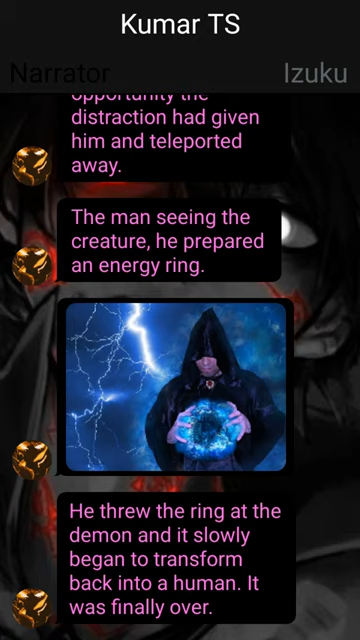 Kumar TS
Narrator
Izuku
opportunity the
distraction had given
him and teleported
away.
The man seeing the
creature, he prepared
an energy ring.
He threw the ring at the
demon and it slowly
began to transform
back into a human. It
was finally over.